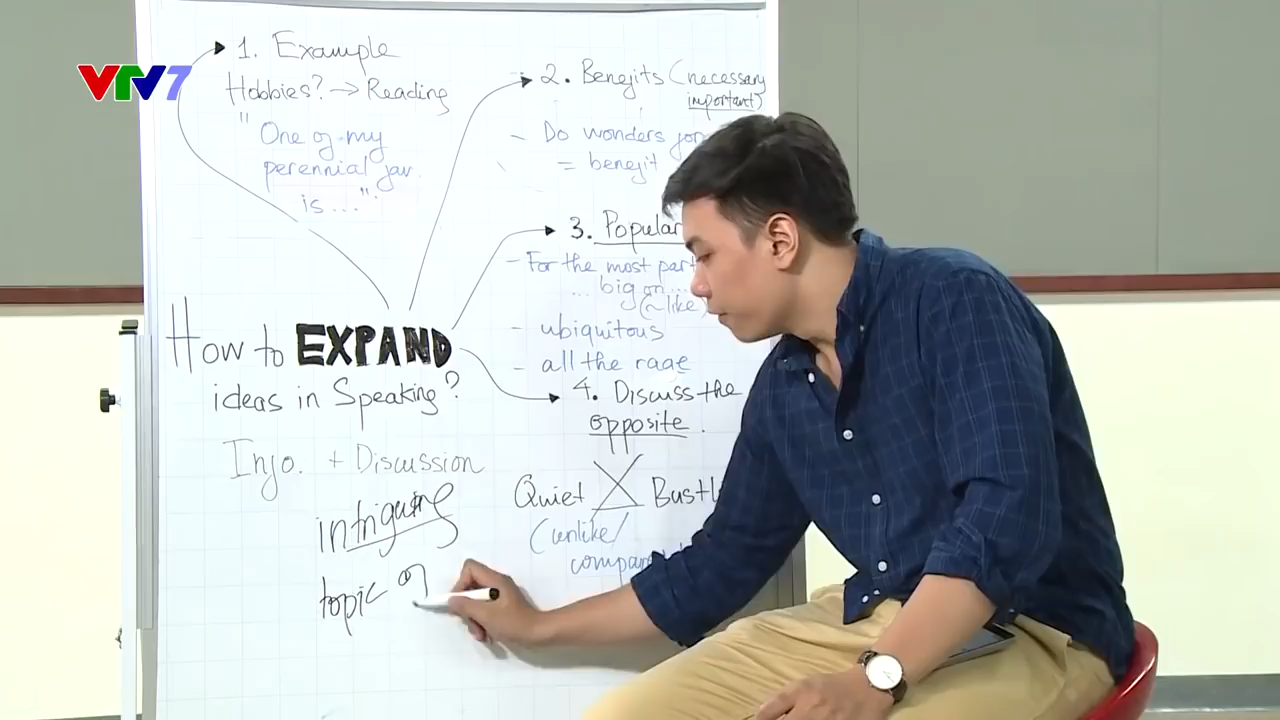 VTV7
1. Example
Hobbies? → Reading
"One of my
perennial fav.
is ..."
2. Benefits (necessary
important)
- Do wonders for
= benefit
3. Popular
- For the most part
... big on ...
(~ like)
- ubiquitous
- all the rage
4. Discuss the
opposite.
Quiet X Bustl
(unlike/
compare
How to EXPAND
ideas in Speaking?
Info. + Discussion
intriguing
topic of